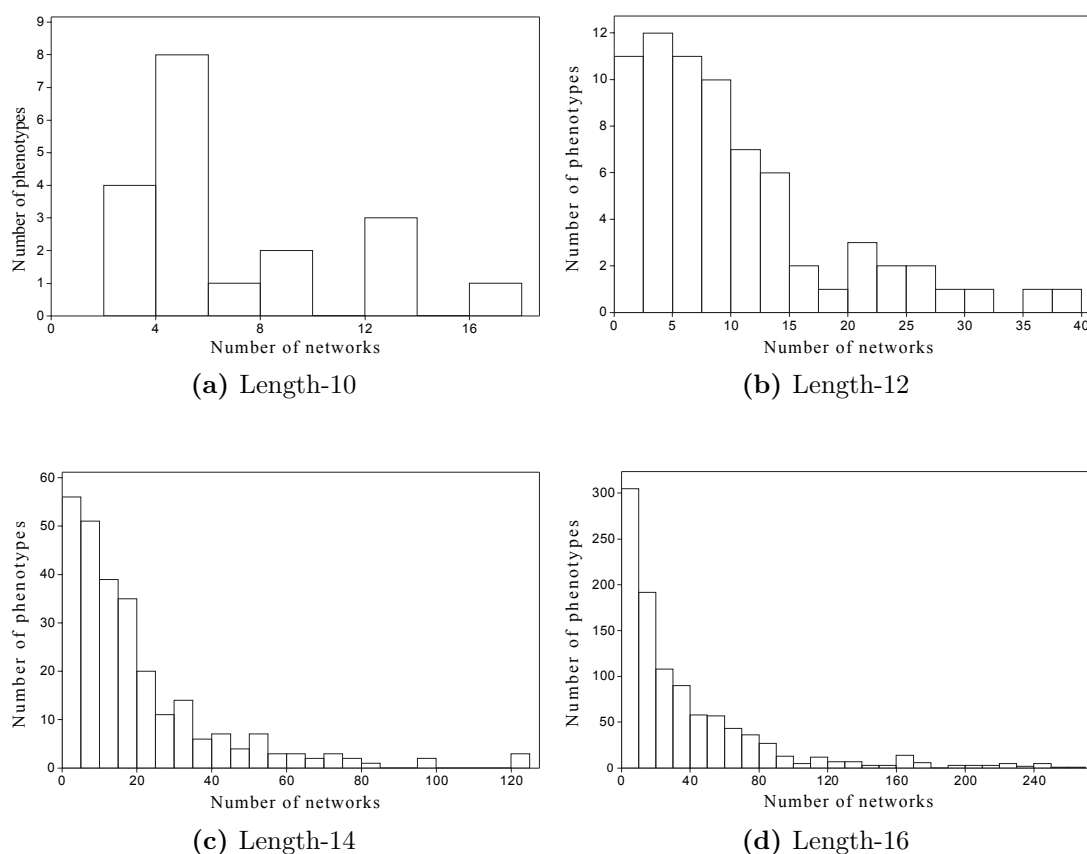 9
8
7
6
5
4
3
2
1
0
Number of phenotypes
0 4 8 12 16
Number of networks
(a) Length-10
12
10
8
6
4
2
0
Number of phenotypes
0 5 10 15 20 25 30 35 40
Number of networks
(b) Length-12
60
50
40
30
20
10
0
Number of phenotypes
0 20 40 60 80 100 120
Number of networks
(c) Length-14
300
250
200
150
100
50
0
Number of phenotypes
0 40 80 120 160 200 240
Number of networks
(d) Length-16